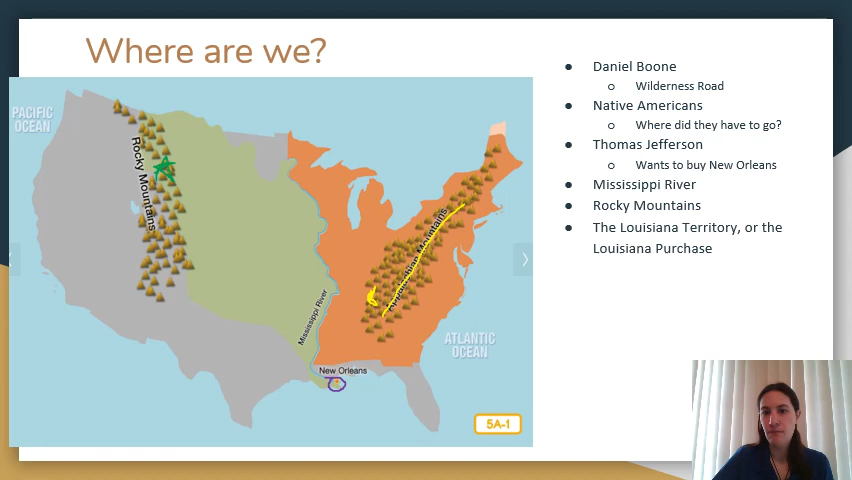 Where are we?
PACIFIC
OCEAN
Rocky Mountains
Appalachian Mountains
Mississippi River
New Orleans
ATLANTIC
OCEAN
5A-1
● Daniel Boone
○ Wilderness Road
● Native Americans
○ Where did they have to go?
● Thomas Jefferson
○ Wants to buy New Orleans
● Mississippi River
● Rocky Mountains
● The Louisiana Territory, or the
Louisiana Purchase